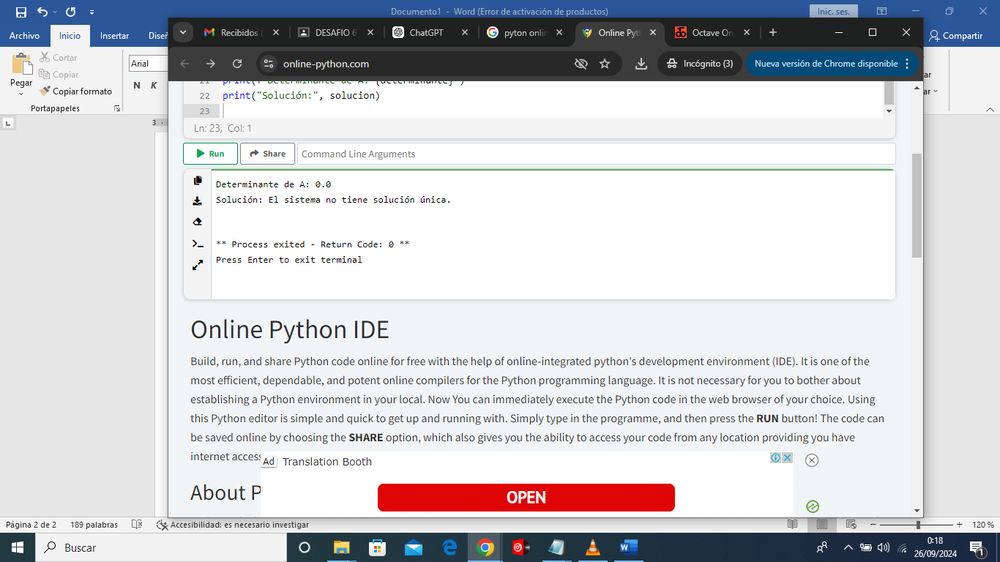 Documento1 - Word (Error de activación de productos)
Inic. ses.
Archivo
Inicio
Insertar
Compartir
Recibidos
DESAFIO 6
ChatGPT
pyton onli
Online Pyt
Octave On
online-python.com
Incógnito (3)
Nueva versión de Chrome disponible
Pegar
Cortar
Copiar
Copiar formato
Portapapeles
Arial
N K
22 print("Solución:", solucion)
23
Ln: 23, Col: 1
Run
Share
Command Line Arguments
Determinante de A: 0.0
Solución: El sistema no tiene solución única.
** Process exited - Return Code: 0 **
Press Enter to exit terminal
Online Python IDE
Build, run, and share Python code online for free with the help of online-integrated python's development environment (IDE). It is one of the
most efficient, dependable, and potent online compilers for the Python programming language. It is not necessary for you to bother about
establishing a Python environment in your local. Now You can immediately execute the Python code in the web browser of your choice. Using
this Python editor is simple and quick to get up and running with. Simply type in the programme, and then press the RUN button! The code can
be saved online by choosing the SHARE option, which also gives you the ability to access your code from any location providing you have
internet access
Ad Translation Booth
OPEN
About P
Página 2 de 2 189 palabras Accesibilidad: es necesario investigar
120 %
Buscar
0:18
26/09/2024
1